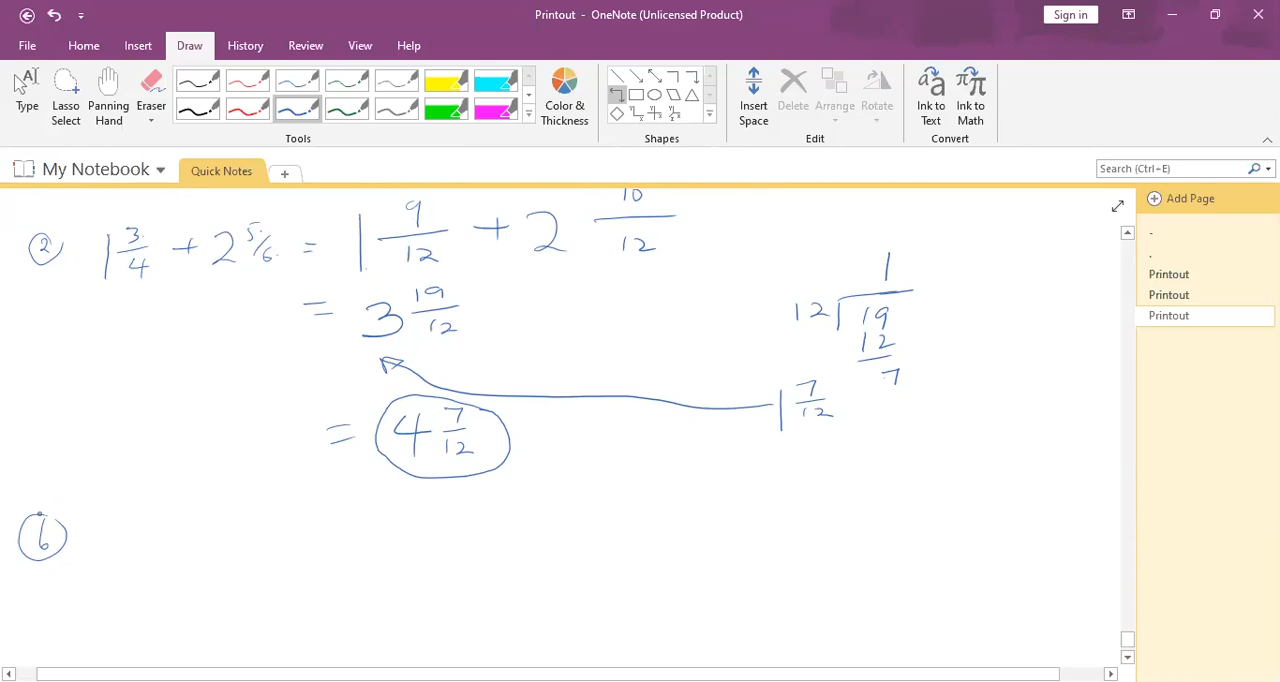 Printout - OneNote (Unlicensed Product) Sign in
File Home Insert Draw History Review View Help
Type Lasso Select Panning Hand Eraser Color & Thickness Insert Space Delete Arrange Rotate Ink to Text Ink to Math
Tools Shapes Edit Convert
My Notebook Quick Notes + Search (Ctrl+E)
Add Page
-
.
Printout
Printout
Printout
② 1 3/4 + 2 5/6 = 1 9/12 + 2 10/12
= 3 19/12
1
12 19
12
7
1 7/12
= 4 7/12
⑥